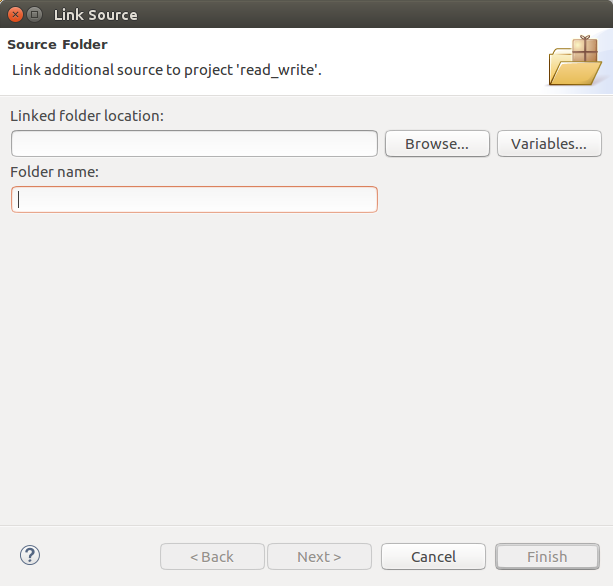 Link Source
Source Folder
Link additional source to project 'read_write'.
Linked folder location:
Browse... Variables...
Folder name:
? < Back Next > Cancel Finish